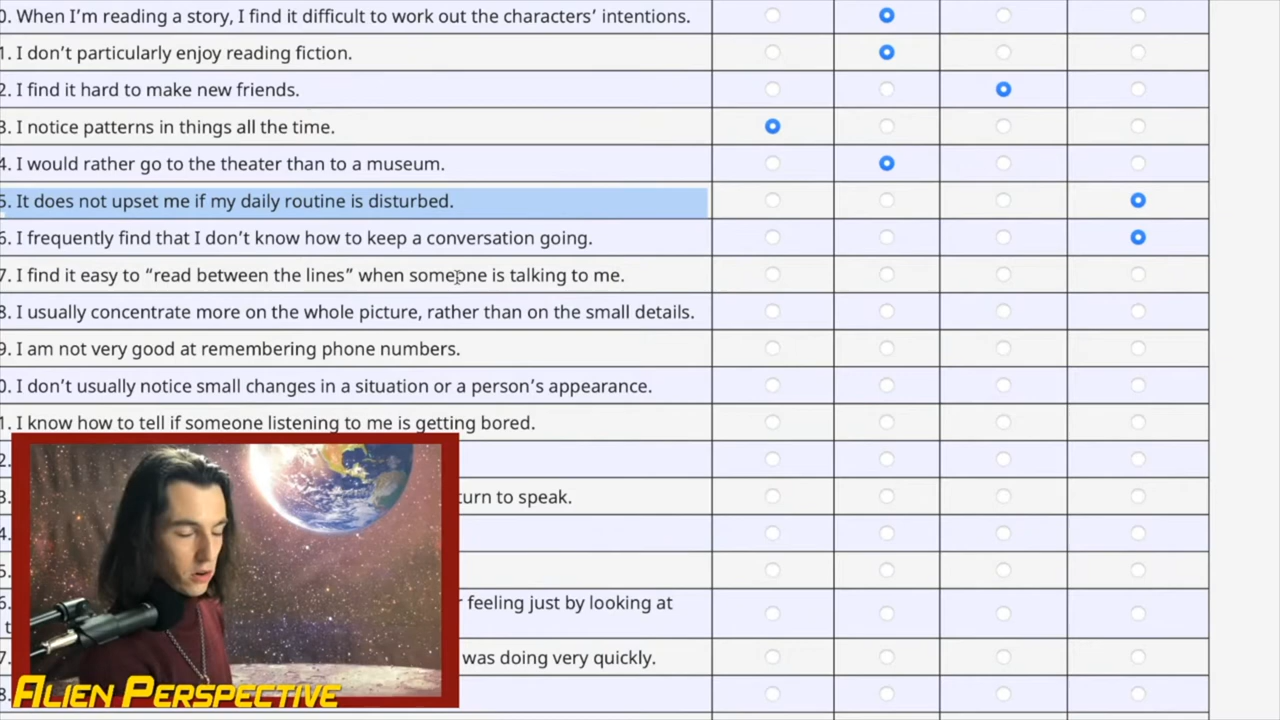 0. When I’m reading a story, I find it difficult to work out the characters’ intentions.
1. I don’t particularly enjoy reading fiction.
2. I find it hard to make new friends.
3. I notice patterns in things all the time.
4. I would rather go to the theater than to a museum.
5. It does not upset me if my daily routine is disturbed.
6. I frequently find that I don’t know how to keep a conversation going.
7. I find it easy to “read between the lines” when someone is talking to me.
8. I usually concentrate more on the whole picture, rather than on the small details.
9. I am not very good at remembering phone numbers.
0. I don’t usually notice small changes in a situation or a person’s appearance.
1. I know how to tell if someone listening to me is getting bored.
2.
3. turn to speak.
4.
5.
6. feeling just by looking at
7. was doing very quickly.
8.
ALIEN PERSPECTIVE